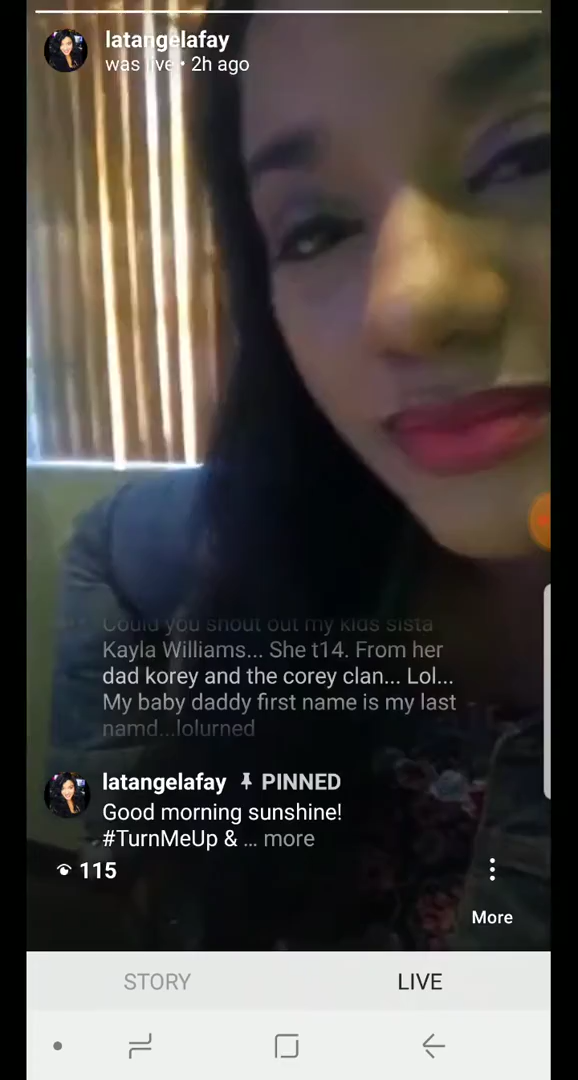 latangelafay
was live • 2h ago
Could you shout out my kids sista
Kayla Williams... She t14. From her
dad korey and the corey clan... Lol...
My baby daddy first name is my last
namd...lolurned
latangelafay PINNED
Good morning sunshine!
#TurnMeUp & ... more
115
More
STORY LIVE